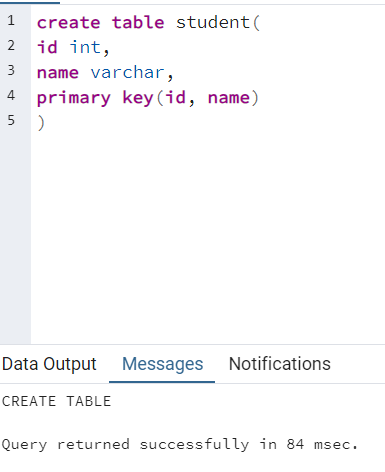 1 create table student(
2 id int,
3 name varchar,
4 primary key(id, name)
5 )
Data Output Messages Notifications
CREATE TABLE
Query returned successfully in 84 msec.